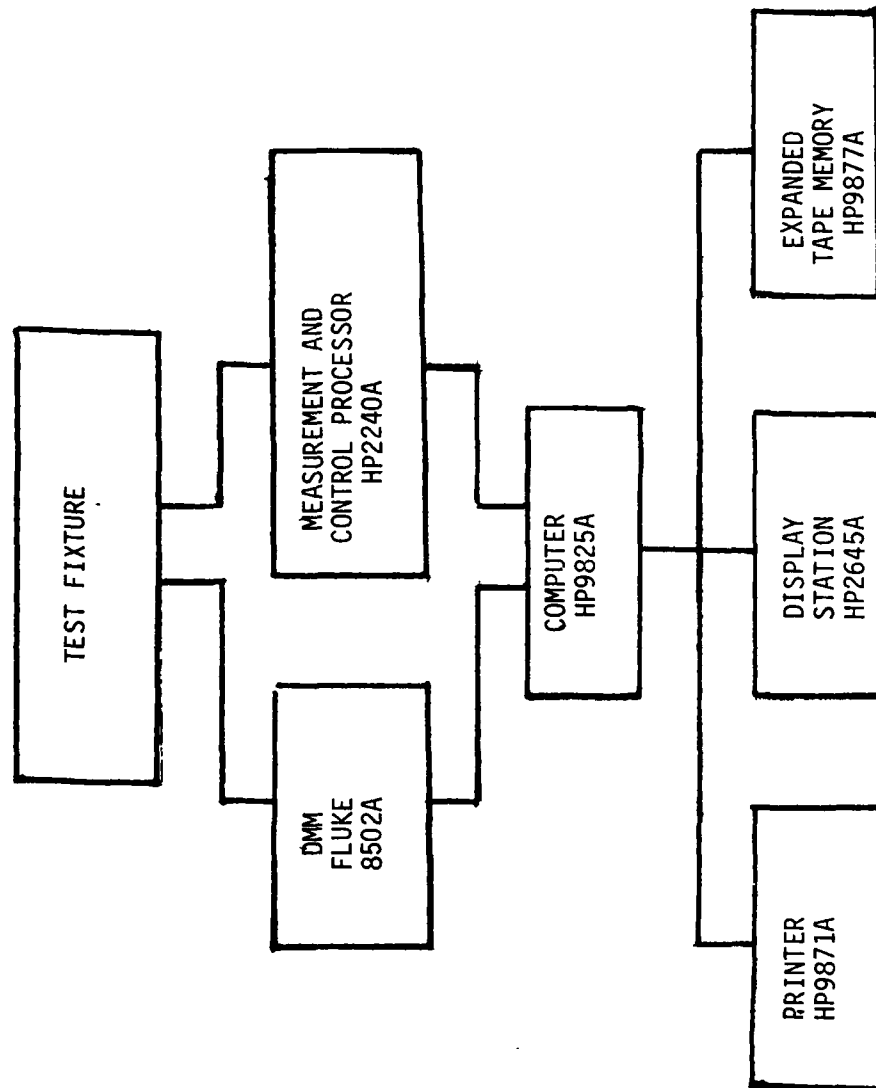 TEST FIXTURE
DMM
FLUKE
8502A
MEASUREMENT AND
CONTROL PROCESSOR
HP2240A
COMPUTER
HP9825A
PRINTER
HP9871A
DISPLAY
STATION
HP2645A
EXPANDED
TAPE MEMORY
HP9877A